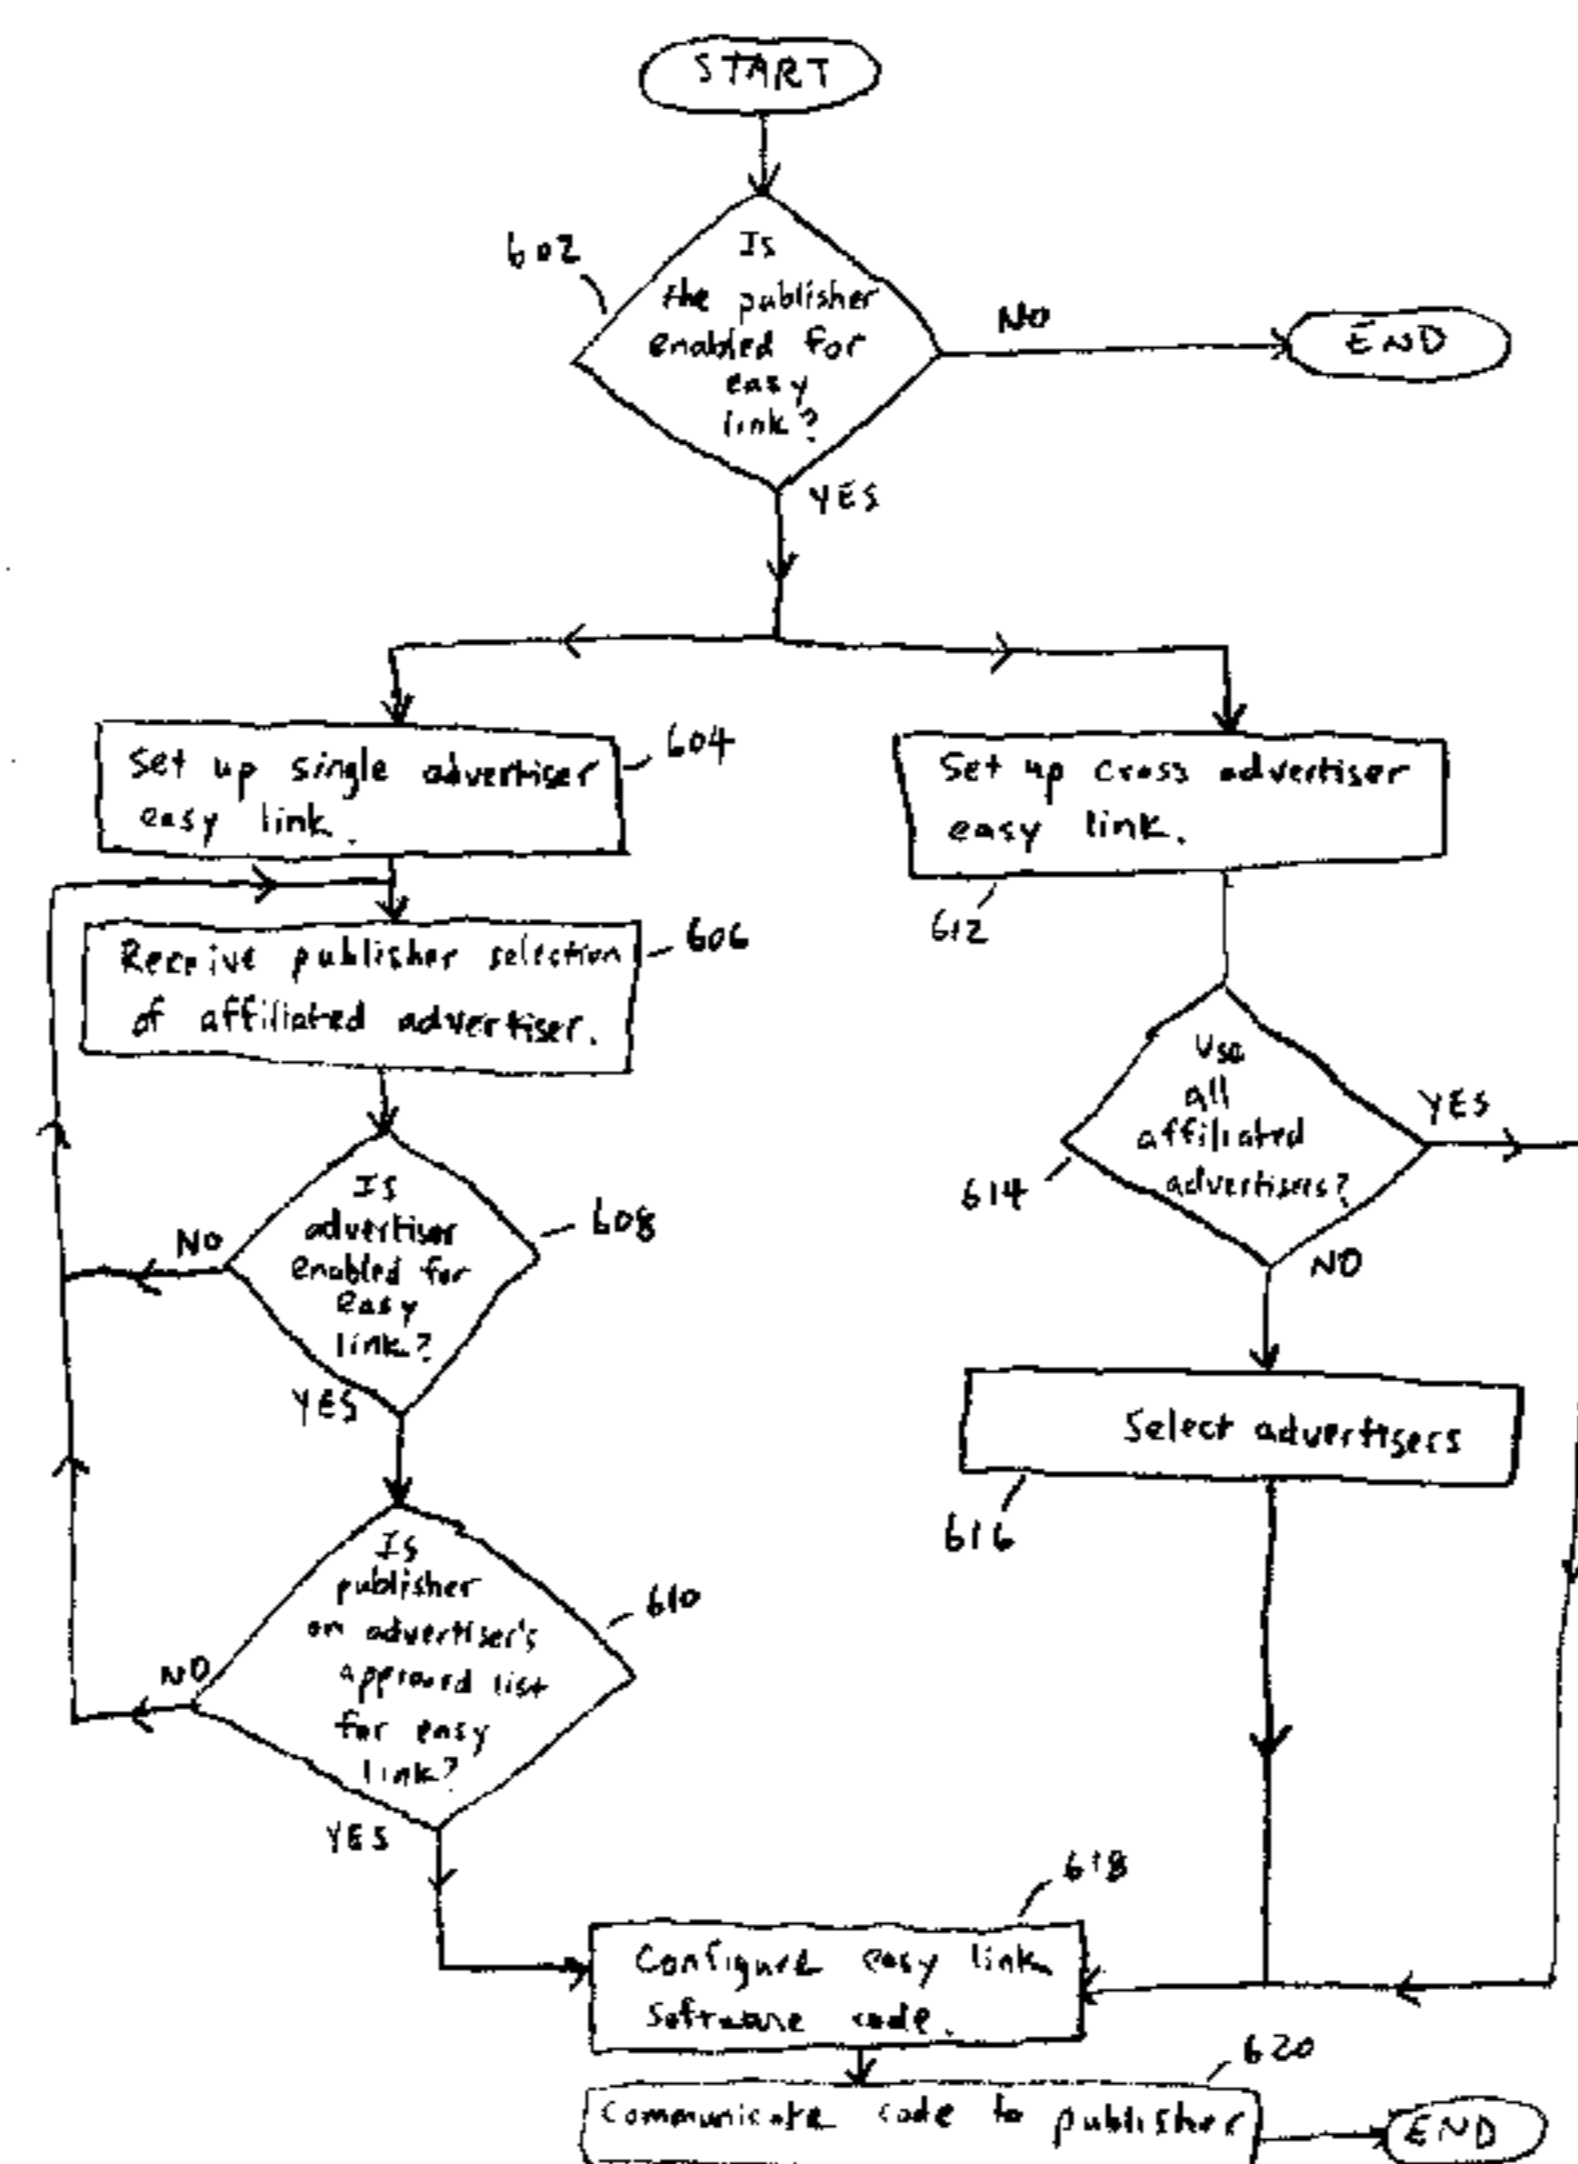 START
602
Is
the publisher
enabled for
easy
link?
NO
END
YES
Set up single advertiser
easy link.
604
Set up cross advertiser
easy link.
612
Receive publisher selection
of affiliated advertiser.
606
Use
all
affiliated
advertisers?
YES
614
NO
Is
advertiser
enabled for
easy
link?
608
NO
YES
Select advertisers
616
Is
publisher
on advertiser's
approved list
for easy
link?
610
NO
YES
618
Configure easy link
software code.
620
Communicate code to publisher
END